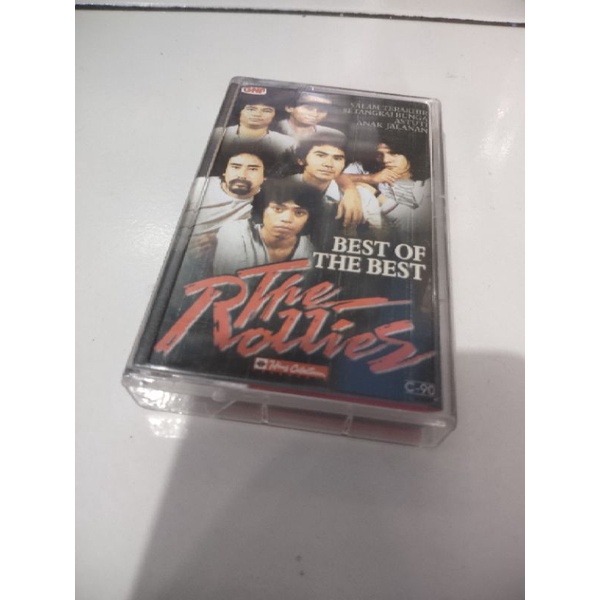 MALAM TERAKHIR
SETANGKAI BUNGA
ASTUTI
ANAK JALANAN
BEST OF
THE BEST
The
Rollies
C-90